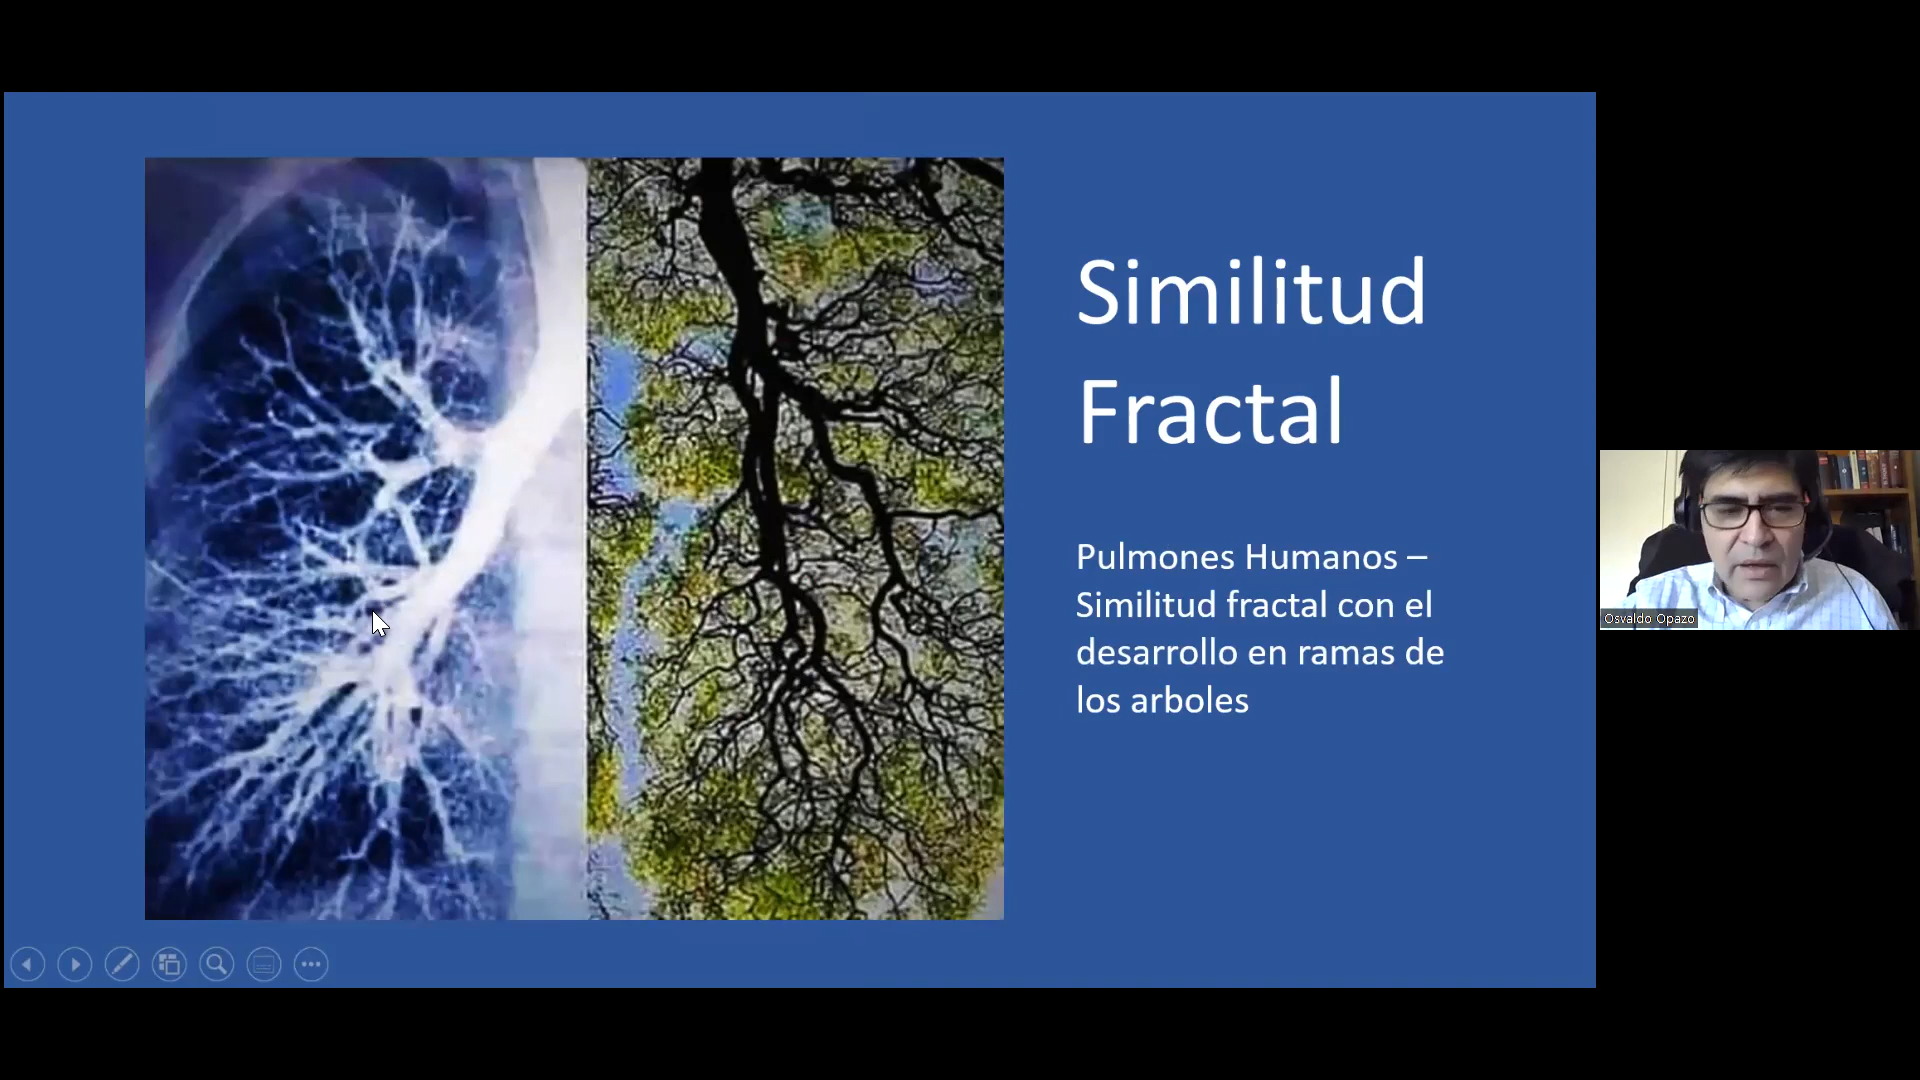 Similitud
Fractal
Pulmones Humanos –
Similitud fractal con el
desarrollo en ramas de
los arboles
Osvaldo Opazo